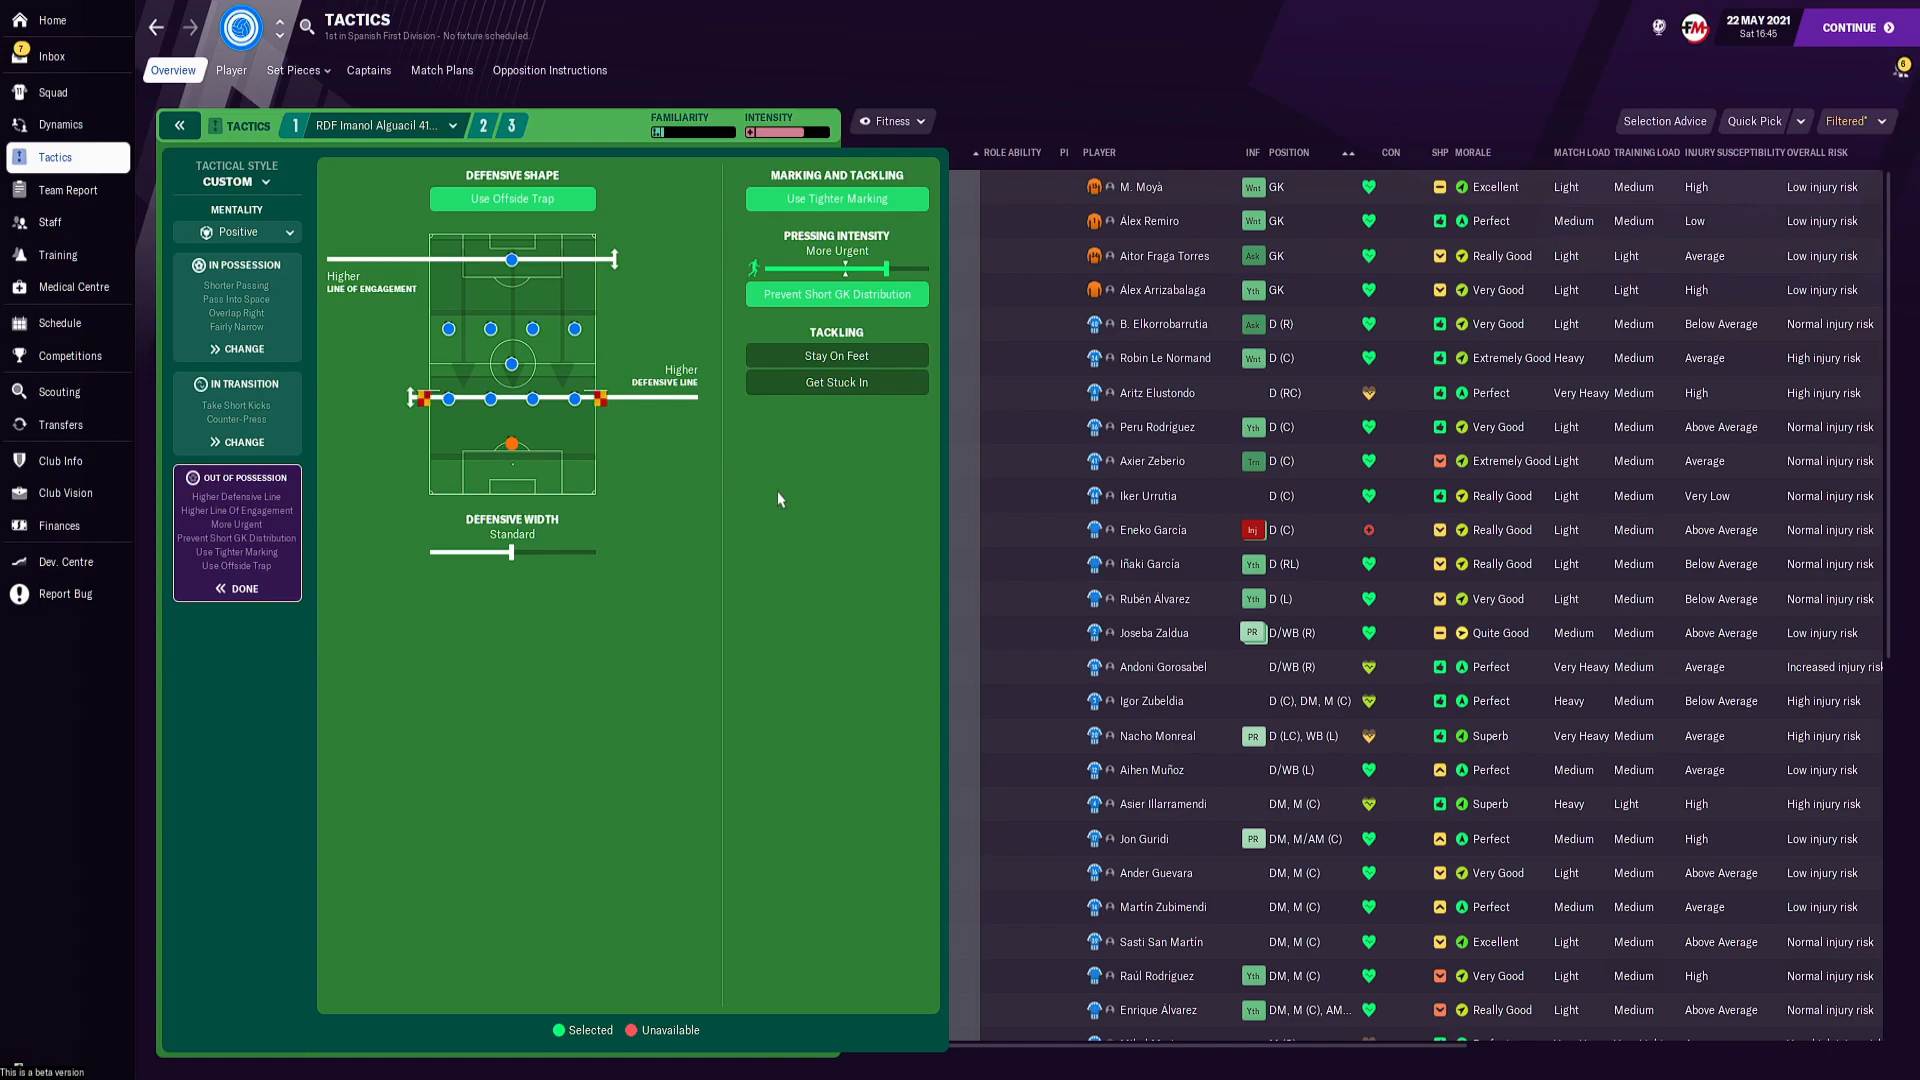 Home
7
Inbox
Squad
Dynamics
Tactics
Team Report
Staff
Training
Medical Centre
Schedule
Competitions
Scouting
Transfers
Club Info
Club Vision
Finances
Dev. Centre
Report Bug
This is a beta version
TACTICS
1st in Spanish First Division - No fixture scheduled.
FM
22 MAY 2021
Sat 16:45
CONTINUE
6
Overview
Player
Set Pieces
Captains
Match Plans
Opposition Instructions
TACTICS
1
RDF Imanol Alguacil 41...
2
3
FAMILIARITY
INTENSITY
Fitness
Selection Advice
Quick Pick
Filtered*
TACTICAL STYLE
CUSTOM
MENTALITY
Positive
IN POSSESSION
Shorter Passing
Pass Into Space
Overlap Right
Fairly Narrow
CHANGE
IN TRANSITION
Take Short Kicks
Counter-Press
CHANGE
OUT OF POSSESSION
Higher Defensive Line
Higher Line Of Engagement
More Urgent
Prevent Short GK Distribution
Use Tighter Marking
Use Offside Trap
DONE
DEFENSIVE SHAPE
Use Offside Trap
Higher
LINE OF ENGAGEMENT
Higher
DEFENSIVE LINE
DEFENSIVE WIDTH
Standard
MARKING AND TACKLING
Use Tighter Marking
PRESSING INTENSITY
More Urgent
Prevent Short GK Distribution
TACKLING
Stay On Feet
Get Stuck In
Selected
Unavailable
ROLE ABILITY PI PLAYER INF POSITION CON SHP MORALE MATCH LOAD TRAINING LOAD INJURY SUSCEPTIBILITY OVERALL RISK
M. Moyà Wnt GK Excellent Light Medium High Low injury risk
Álex Remiro Wnt GK Perfect Medium Medium Low Low injury risk
Aitor Fraga Torres Ask GK Really Good Light Light Average Low injury risk
Álex Arrizabalaga Yth GK Very Good Light Light High Low injury risk
B. Elkorrobarrutia Ask D (R) Very Good Light Medium Below Average Normal injury risk
Robin Le Normand Wnt D (C) Extremely Good Heavy Medium Average High injury risk
Aritz Elustondo D (RC) Perfect Very Heavy Medium High High injury risk
Peru Rodríguez Yth D (C) Very Good Light Medium Above Average Normal injury risk
Axier Zeberio Trn D (C) Extremely Good Light Medium Average Normal injury risk
Iker Urrutia D (C) Really Good Light Medium Very Low Normal injury risk
Eneko García Inj D (C) Really Good Light Medium Above Average Normal injury risk
Iñaki García Yth D (RL) Really Good Light Medium Below Average Normal injury risk
Rubén Álvarez Yth D (L) Very Good Light Medium Below Average Normal injury risk
Joseba Zaldua PR D/WB (R) Quite Good Medium Medium Above Average Low injury risk
Andoni Gorosabel D/WB (R) Perfect Very Heavy Medium Average Increased injury risk
Igor Zubeldia D (C), DM, M (C) Perfect Heavy Medium Below Average High injury risk
Nacho Monreal PR D (LC), WB (L) Superb Very Heavy Medium Average High injury risk
Aihen Muñoz D/WB (L) Perfect Medium Medium Average Low injury risk
Asier Illarramendi DM, M (C) Superb Heavy Light High High injury risk
Jon Guridi PR DM, M/AM (C) Perfect Medium Medium High Low injury risk
Ander Guevara DM, M (C) Very Good Light Medium Above Average Low injury risk
Martín Zubimendi DM, M (C) Perfect Medium Medium Average Low injury risk
Sasti San Martín DM, M (C) Excellent Light Medium Above Average Normal injury risk
Raúl Rodríguez Yth DM, M (C) Very Good Light Medium High Normal injury risk
Enrique Álvarez Yth DM, M (C), AM... Really Good Light Medium Above Average Normal injury risk